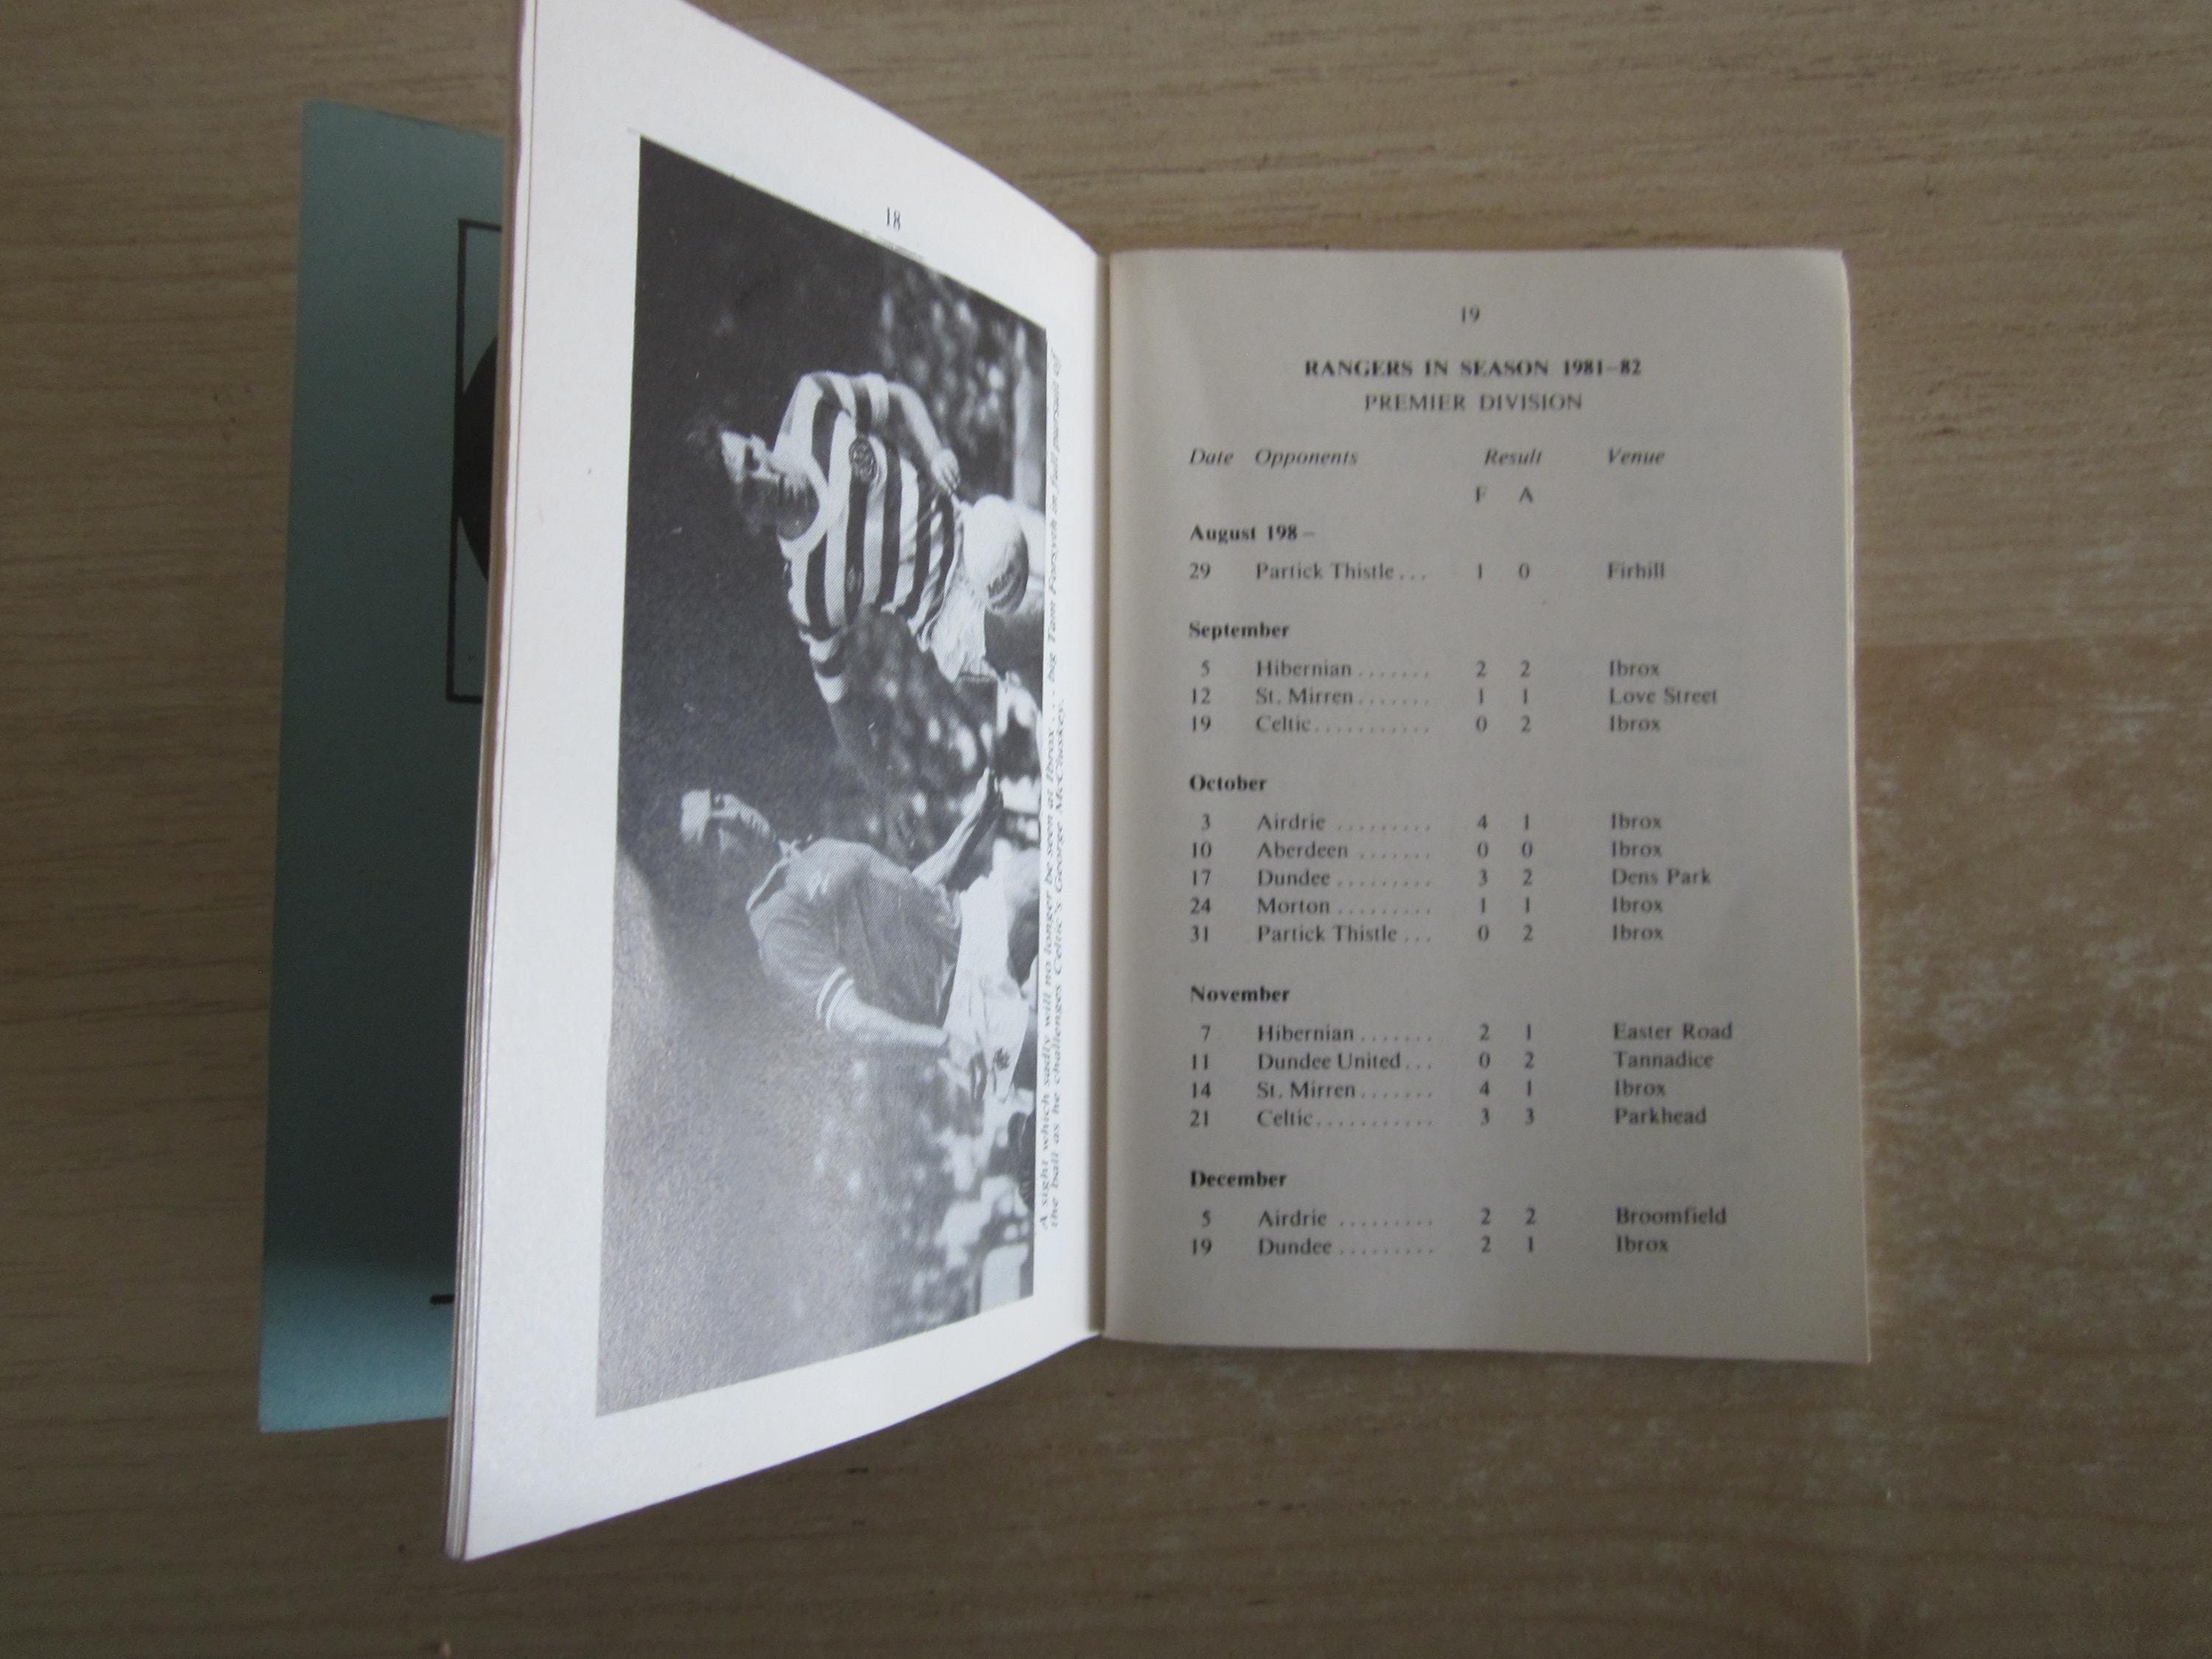 18
A sight which sadly will no longer be seen at Ibrox . . . big Tam Forsyth in full pursuit of
the ball as he challenges Celtic's George McCluskey.
19
RANGERS IN SEASON 1981–82
PREMIER DIVISION
Date Opponents Result Venue
F A
August 198–
29 Partick Thistle... 1 0 Firhill
September
5 Hibernian....... 2 2 Ibrox
12 St. Mirren....... 1 1 Love Street
19 Celtic........... 0 2 Ibrox
October
3 Airdrie ......... 4 1 Ibrox
10 Aberdeen ....... 0 0 Ibrox
17 Dundee......... 3 2 Dens Park
24 Morton......... 1 1 Ibrox
31 Partick Thistle... 0 2 Ibrox
November
7 Hibernian....... 2 1 Easter Road
11 Dundee United... 0 2 Tannadice
14 St. Mirren....... 4 1 Ibrox
21 Celtic........... 3 3 Parkhead
December
5 Airdrie ......... 2 2 Broomfield
19 Dundee......... 2 1 Ibrox